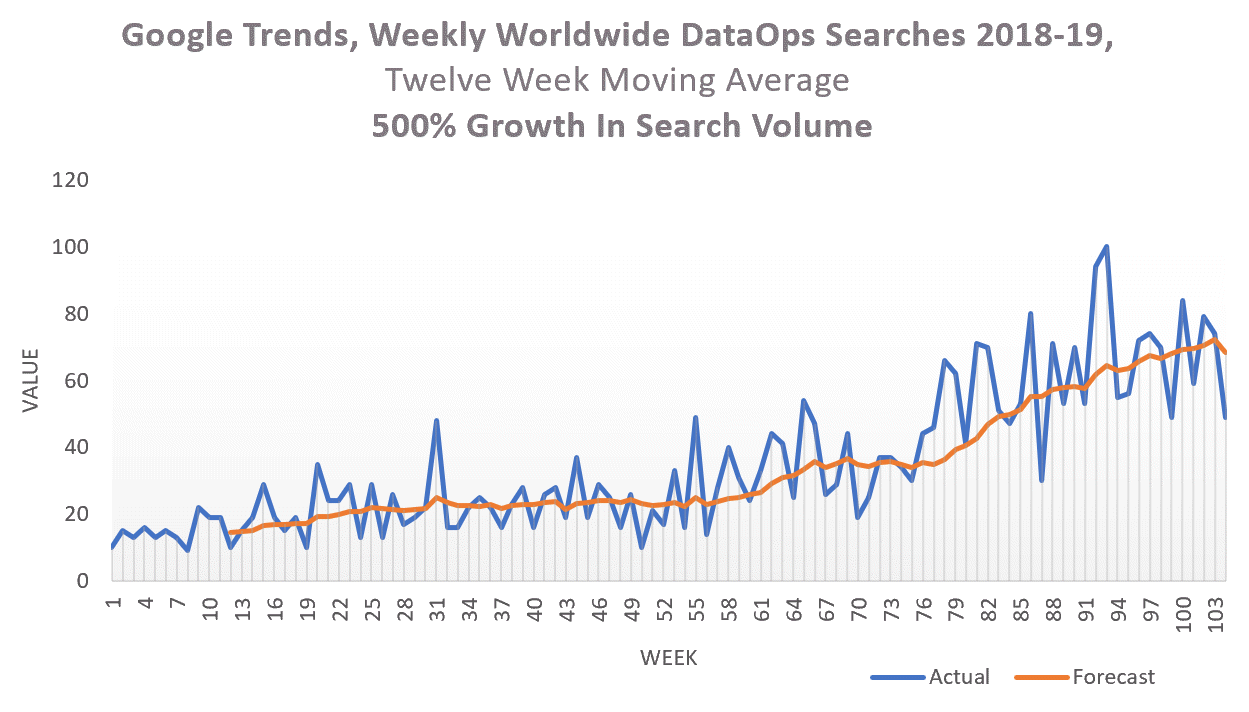 Google Trends, Weekly Worldwide DataOps Searches 2018-19,
Twelve Week Moving Average
500% Growth In Search Volume
120
100
80
60
40
20
0
VALUE
1 4 7 10 13 16 19 22 25 28 31 34 37 40 43 46 49 52 55 58 61 64 67 70 73 76 79 82 85 88 91 94 97 100 103
WEEK
Actual Forecast